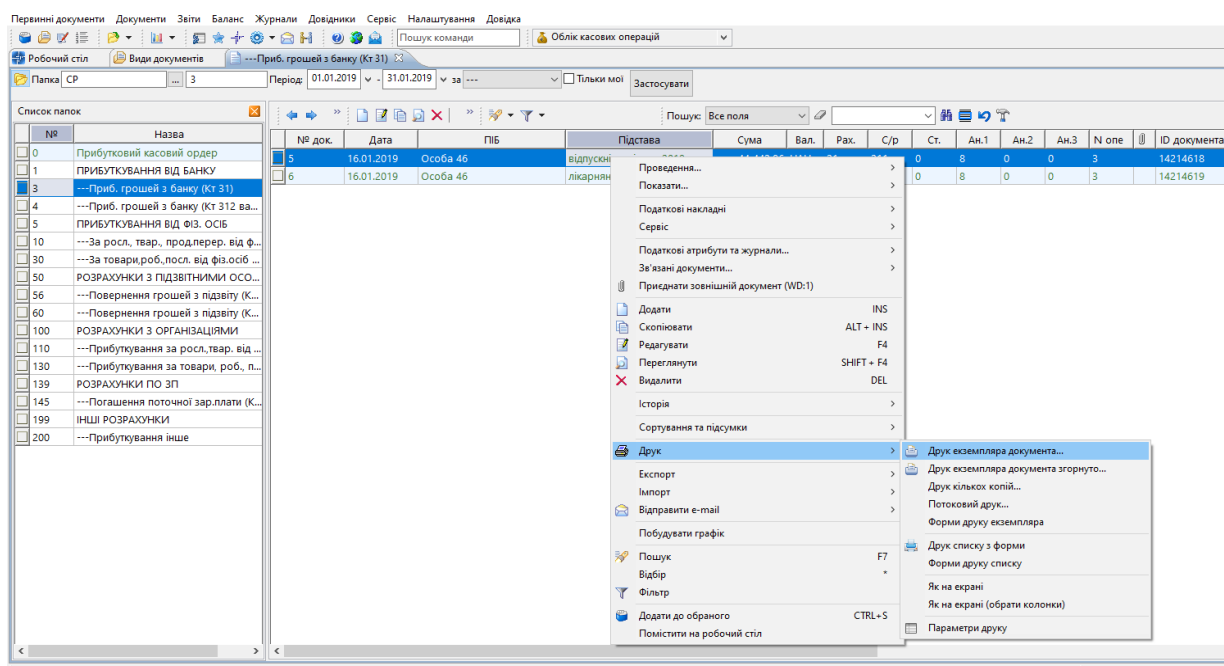 Первинні документи Документи Звіти Баланс Журнали Довідники Сервіс Налаштування Довідка
Пошук команди Облік касових операцій
Робочий стіл Види документів ---Приб. грошей з банку (Кт 31)
Папка CP ... 3 Період: 01.01.2019 - 31.01.2019 за --- Тільки мої Застосувати
Список папок
№ Назва
0 Прибутковий касовий ордер
1 ПРИБУТКУВАННЯ ВІД БАНКУ
3 ---Приб. грошей з банку (Кт 31)
4 ---Приб. грошей з банку (Кт 312 ва...
5 ПРИБУТКУВАННЯ ВІД ФІЗ. ОСІБ
10 ---За росл., твар., прод.перер. від ф...
30 ---За товари,роб.,посл. від фіз.осіб ...
50 РОЗРАХУНКИ З ПІДЗВІТНИМИ ОСО...
56 ---Повернення грошей з підзвіту (К...
60 ---Повернення грошей з підзвіту (К...
100 РОЗРАХУНКИ З ОРГАНІЗАЦІЯМИ
110 ---Прибуткування за росл.,твар. від ...
130 ---Прибуткування за товари, роб., п...
139 РОЗРАХУНКИ ПО ЗП
145 ---Погашення поточної зар.плати (К...
199 ІНШІ РОЗРАХУНКИ
200 ---Прибуткування інше
Пошук: Все поля
№ док. Дата ПІБ Підстава Сума Вал. Рах. С/р Ст. Ан.1 Ан.2 Ан.3 N опе ID документа
5 16.01.2019 Особа 46 відпускні 0 8 0 0 3 14214618
6 16.01.2019 Особа 46 лікарнян 0 8 0 0 3 14214619
Проведення...
Показати...
Податкові накладні
Сервіс
Податкові атрибути та журнали...
Зв'язані документи...
Приєднати зовнішній документ (WD:1)
Додати INS
Скопіювати ALT + INS
Редагувати F4
Переглянути SHIFT + F4
Видалити DEL
Історія
Сортування та підсумки
Друк
Експорт
Імпорт
Відправити e-mail
Побудувати графік
Пошук F7
Відбір *
Фільтр
Додати до обраного CTRL+S
Помістити на робочий стіл
Друк екземпляра документа...
Друк екземпляра документа згорнуто...
Друк кількох копій...
Потоковий друк...
Форми друку екземпляра
Друк списку з форми
Форми друку списку
Як на екрані
Як на екрані (обрати колонки)
Параметри друку